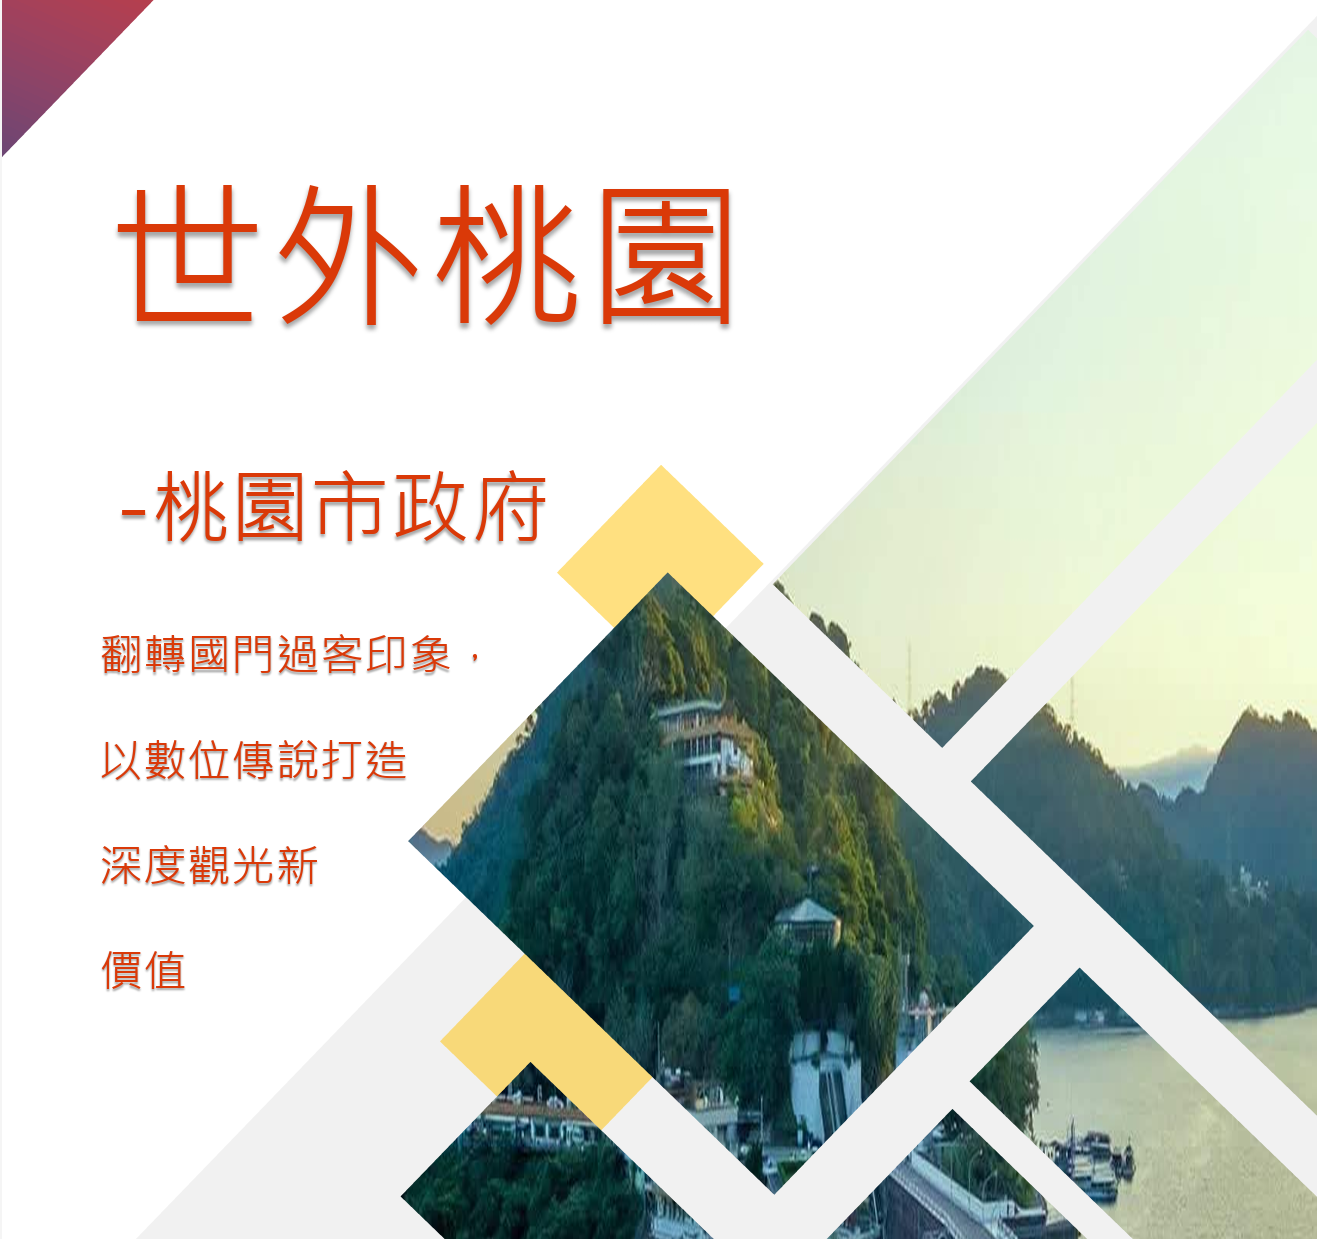 世外桃園
-桃園市政府
翻轉國門過客印象，
以數位傳說打造
深度觀光新
價值